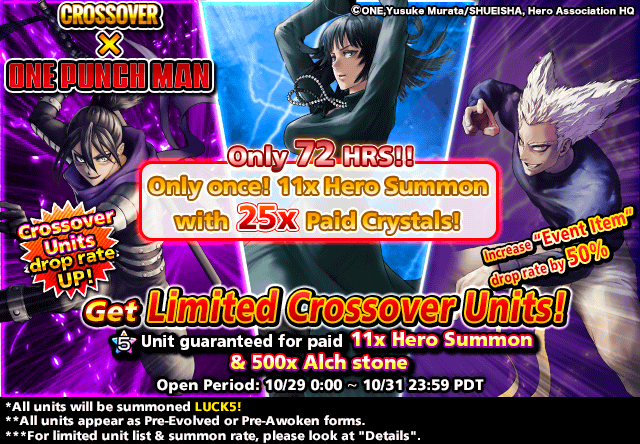 CROSSOVER
©ONE,Yusuke Murata/SHUEISHA, Hero Association HQ
×
ONE PUNCH MAN
Only 72 HRS!!
Only once! 11x Hero Summon
with 25x Paid Crystals!
Crossover
Units
drop rate
UP!
Increase "Event Item"
drop rate by 50%
Get Limited Crossover Units!
5 Unit guaranteed for paid 11x Hero Summon
& 500x Alch stone
Open Period: 10/29 0:00 ~ 10/31 23:59 PDT
*All units will be summoned LUCK5!
**All units appear as Pre-Evolved or Pre-Awoken forms.
***For limited unit list & summon rate, please look at "Details".